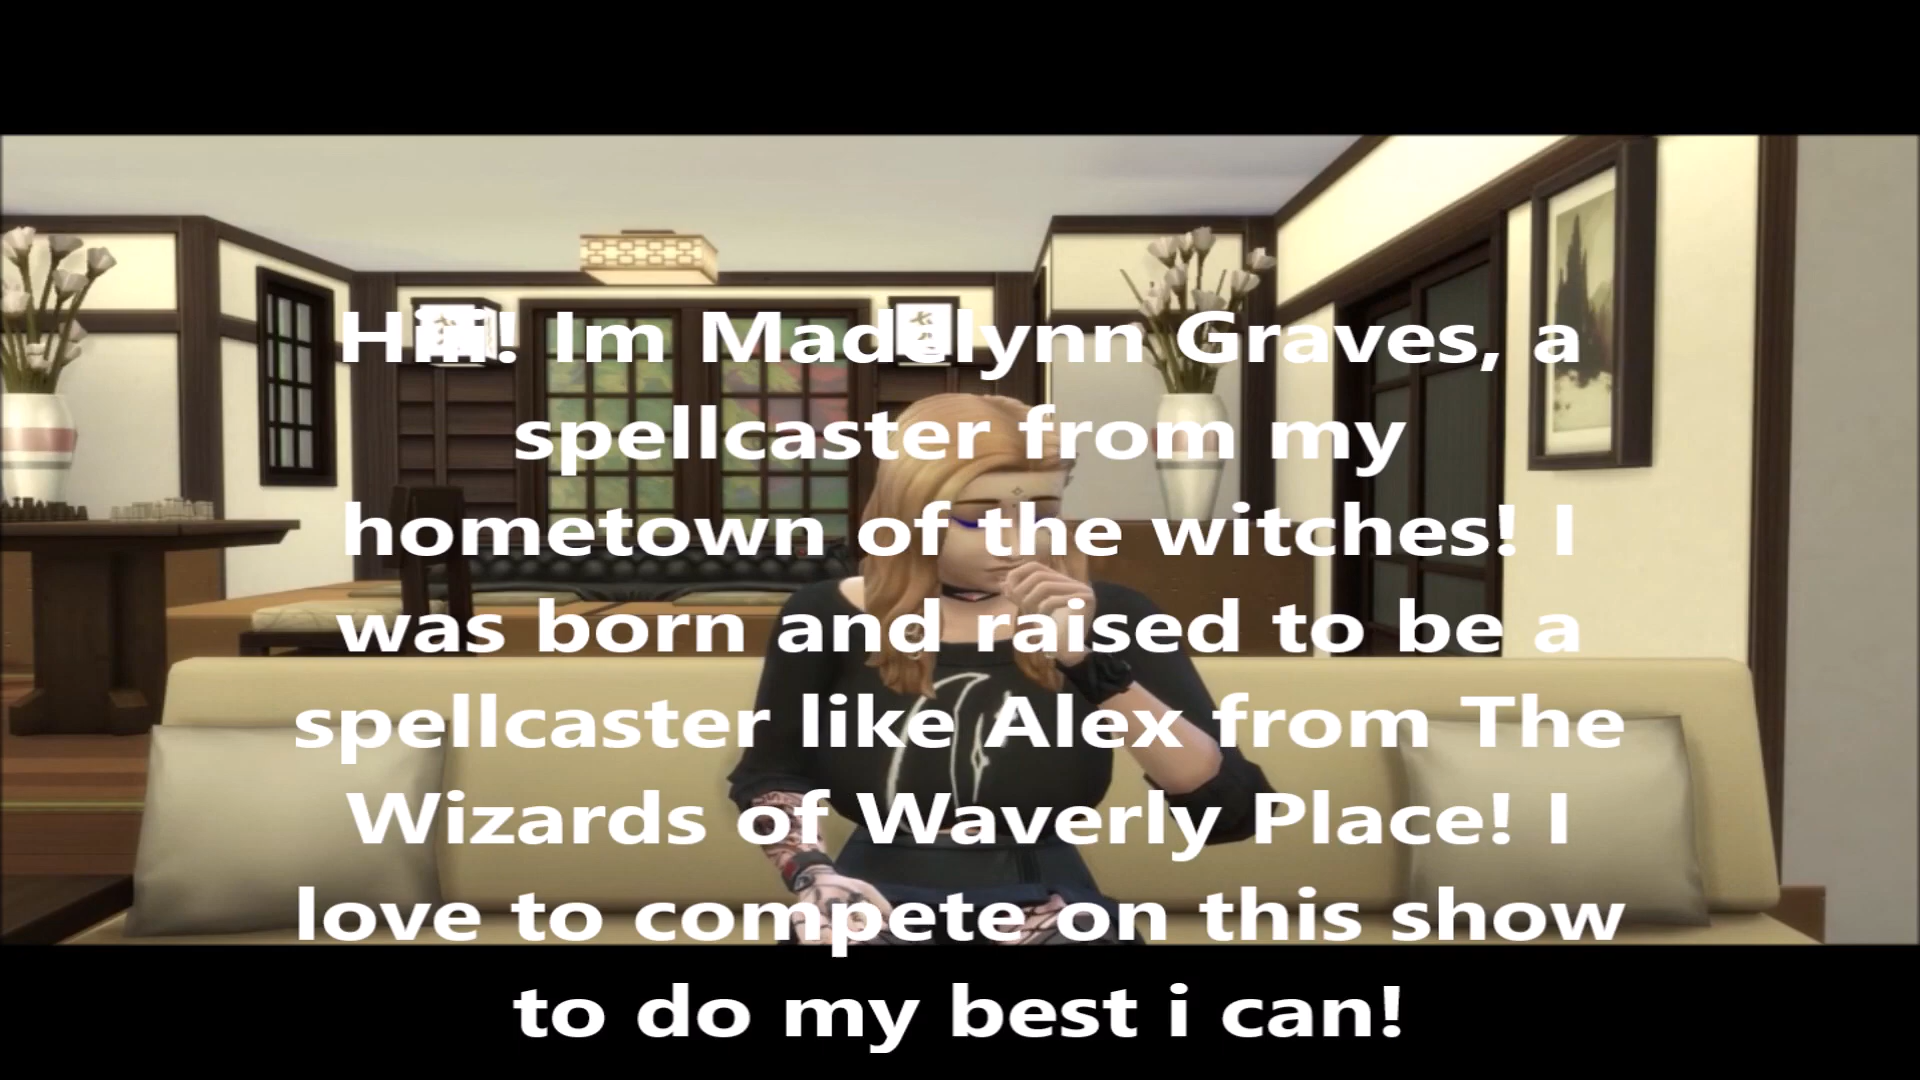 Hiii! Im Madelynn Graves, a
spellcaster from my
hometown of the witches! I
was born and raised to be a
spellcaster like Alex from The
Wizards of Waverly Place! I
love to compete on this show
to do my best i can!